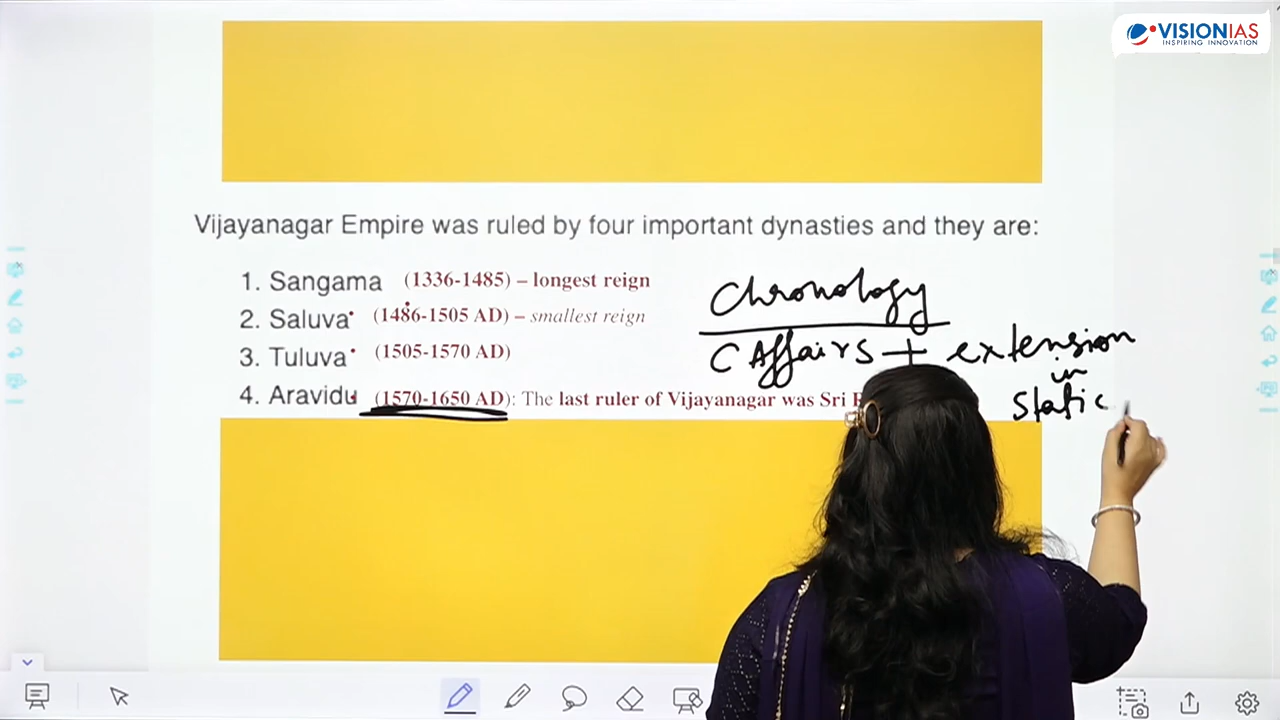 VISIONIAS
INSPIRING INNOVATION
Vijayanagar Empire was ruled by four important dynasties and they are:
1. Sangama (1336-1485) – longest reign
2. Saluva (1486-1505 AD) – smallest reign
3. Tuluva (1505-1570 AD)
4. Aravidu (1570-1650 AD): The last ruler of Vijayanagar was Sri
Chronology
C Affairs + extension
in
static